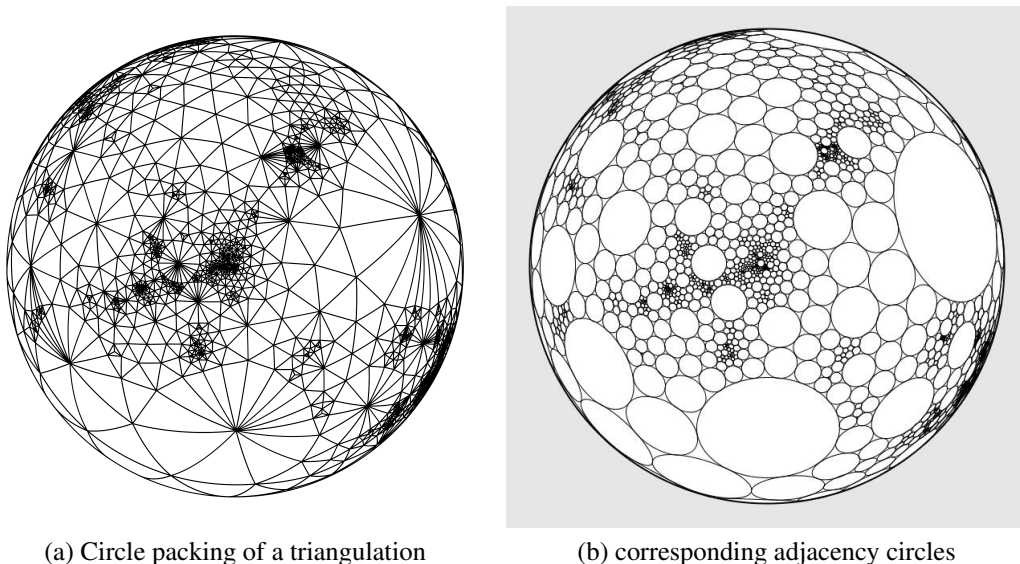 (a) Circle packing of a triangulation
(b) corresponding adjacency circles